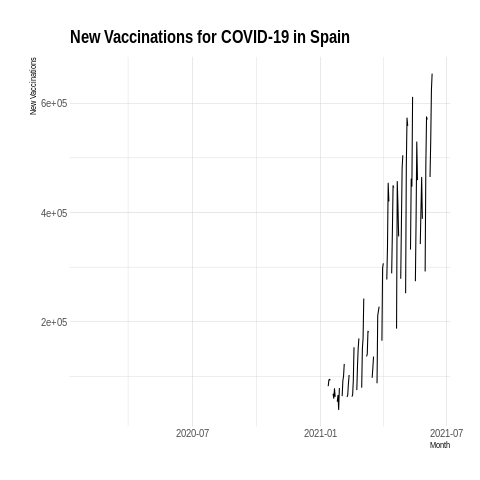 New Vaccinations for COVID-19 in Spain
New Vaccinations
6e+05
4e+05
2e+05
2020-07
2021-01
2021-07
Month